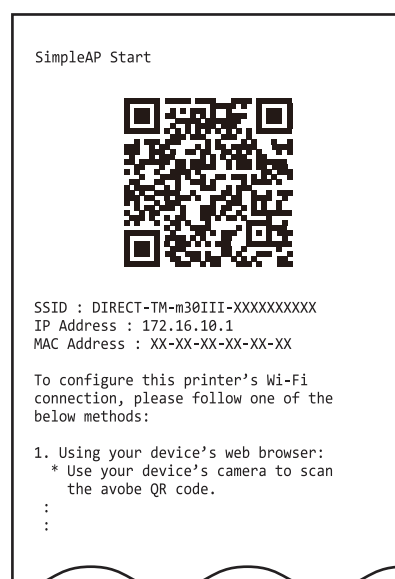 SimpleAP Start
SSID : DIRECT-TM-m30III-XXXXXXXXXX
IP Address : 172.16.10.1
MAC Address : XX-XX-XX-XX-XX-XX
To configure this printer’s Wi-Fi
connection, please follow one of the
below methods:
1. Using your device’s web browser:
* Use your device’s camera to scan
the avobe QR code.
:
: